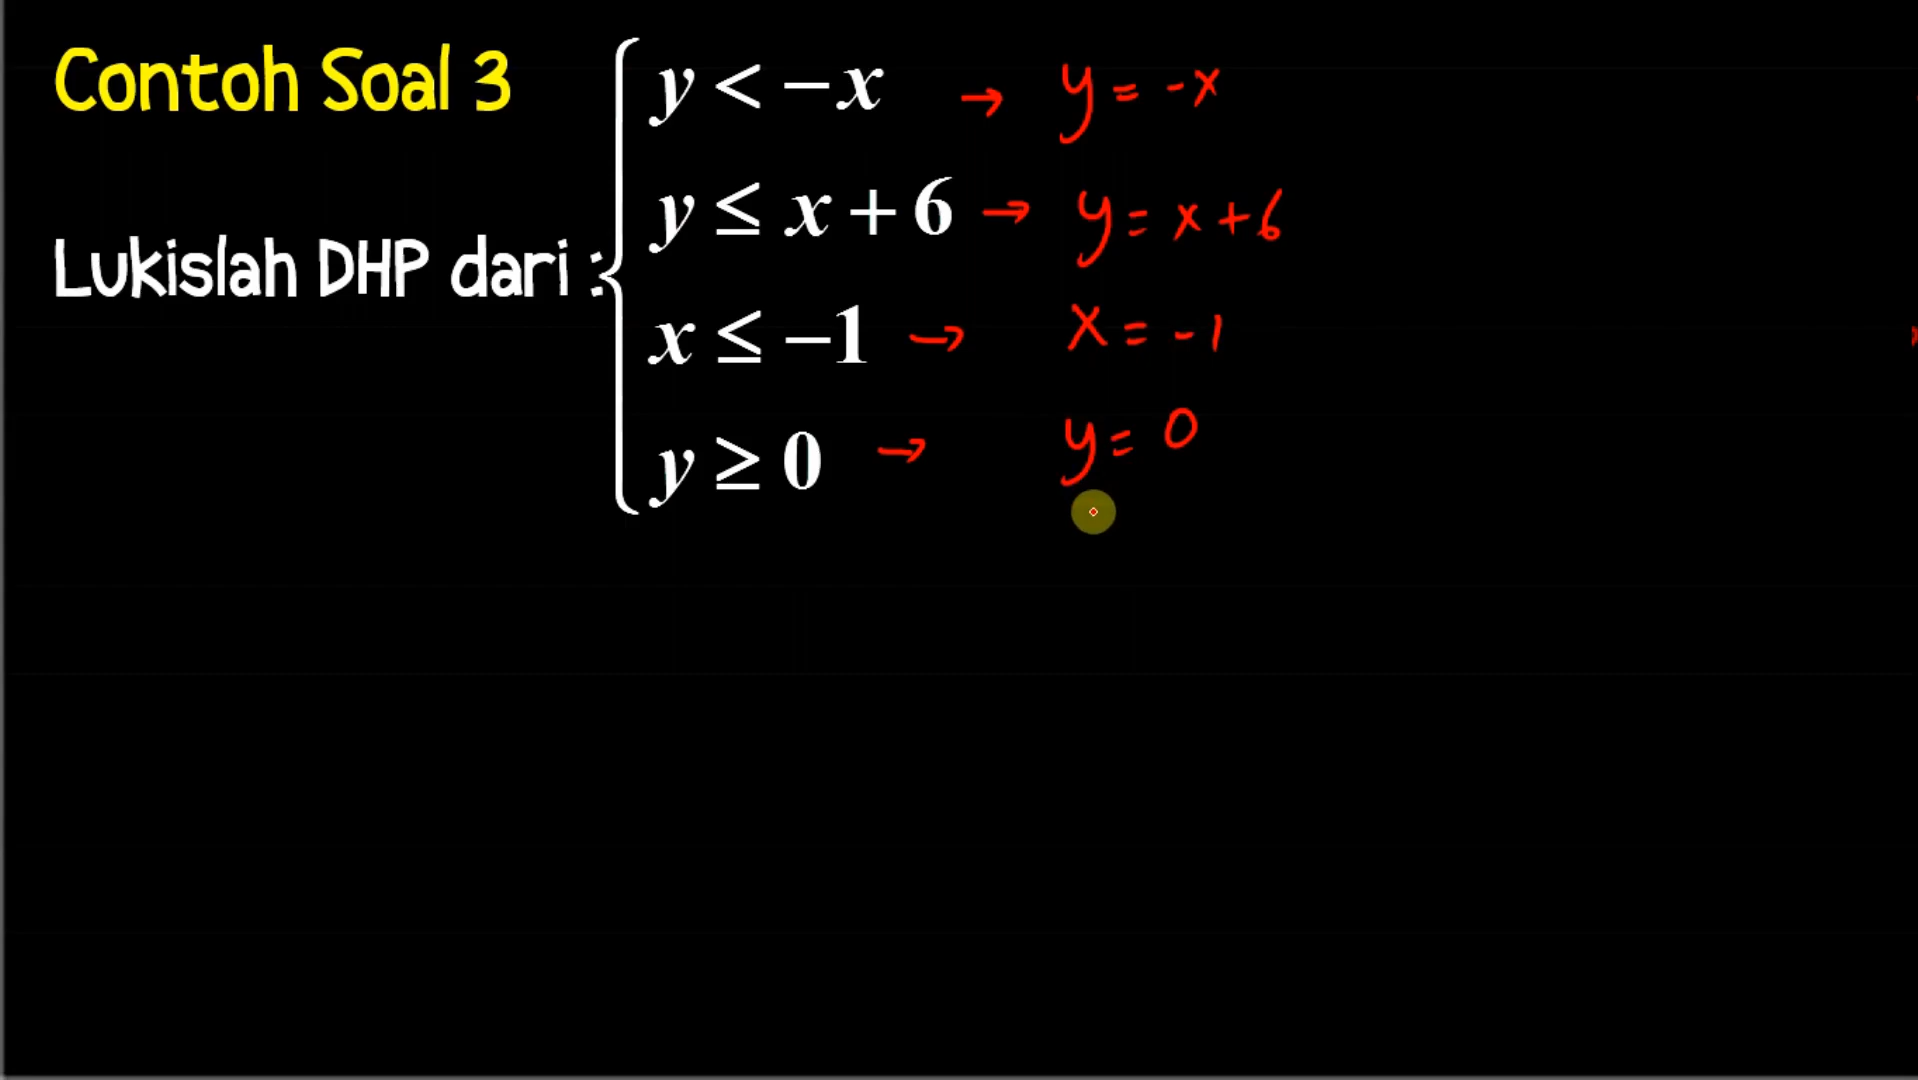 Contoh Soal 3
y < −x → y = -x
y ≤ x + 6 → y = x + 6
Lukislah DHP dari :
x ≤ −1 → x = -1
y ≥ 0 → y = 0